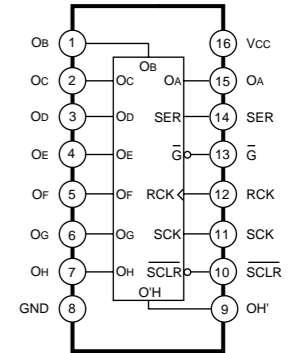 OB 1 OB 16 VCC
OC 2 OC OA 15 OA
OD 3 OD SER 14 SER
OE 4 OE G̅ 13 G̅
OF 5 OF RCK 12 RCK
OG 6 OG SCK 11 SCK
OH 7 OH S̅C̅L̅R̅ 10 S̅C̅L̅R̅
GND 8 O'H 9 OH'